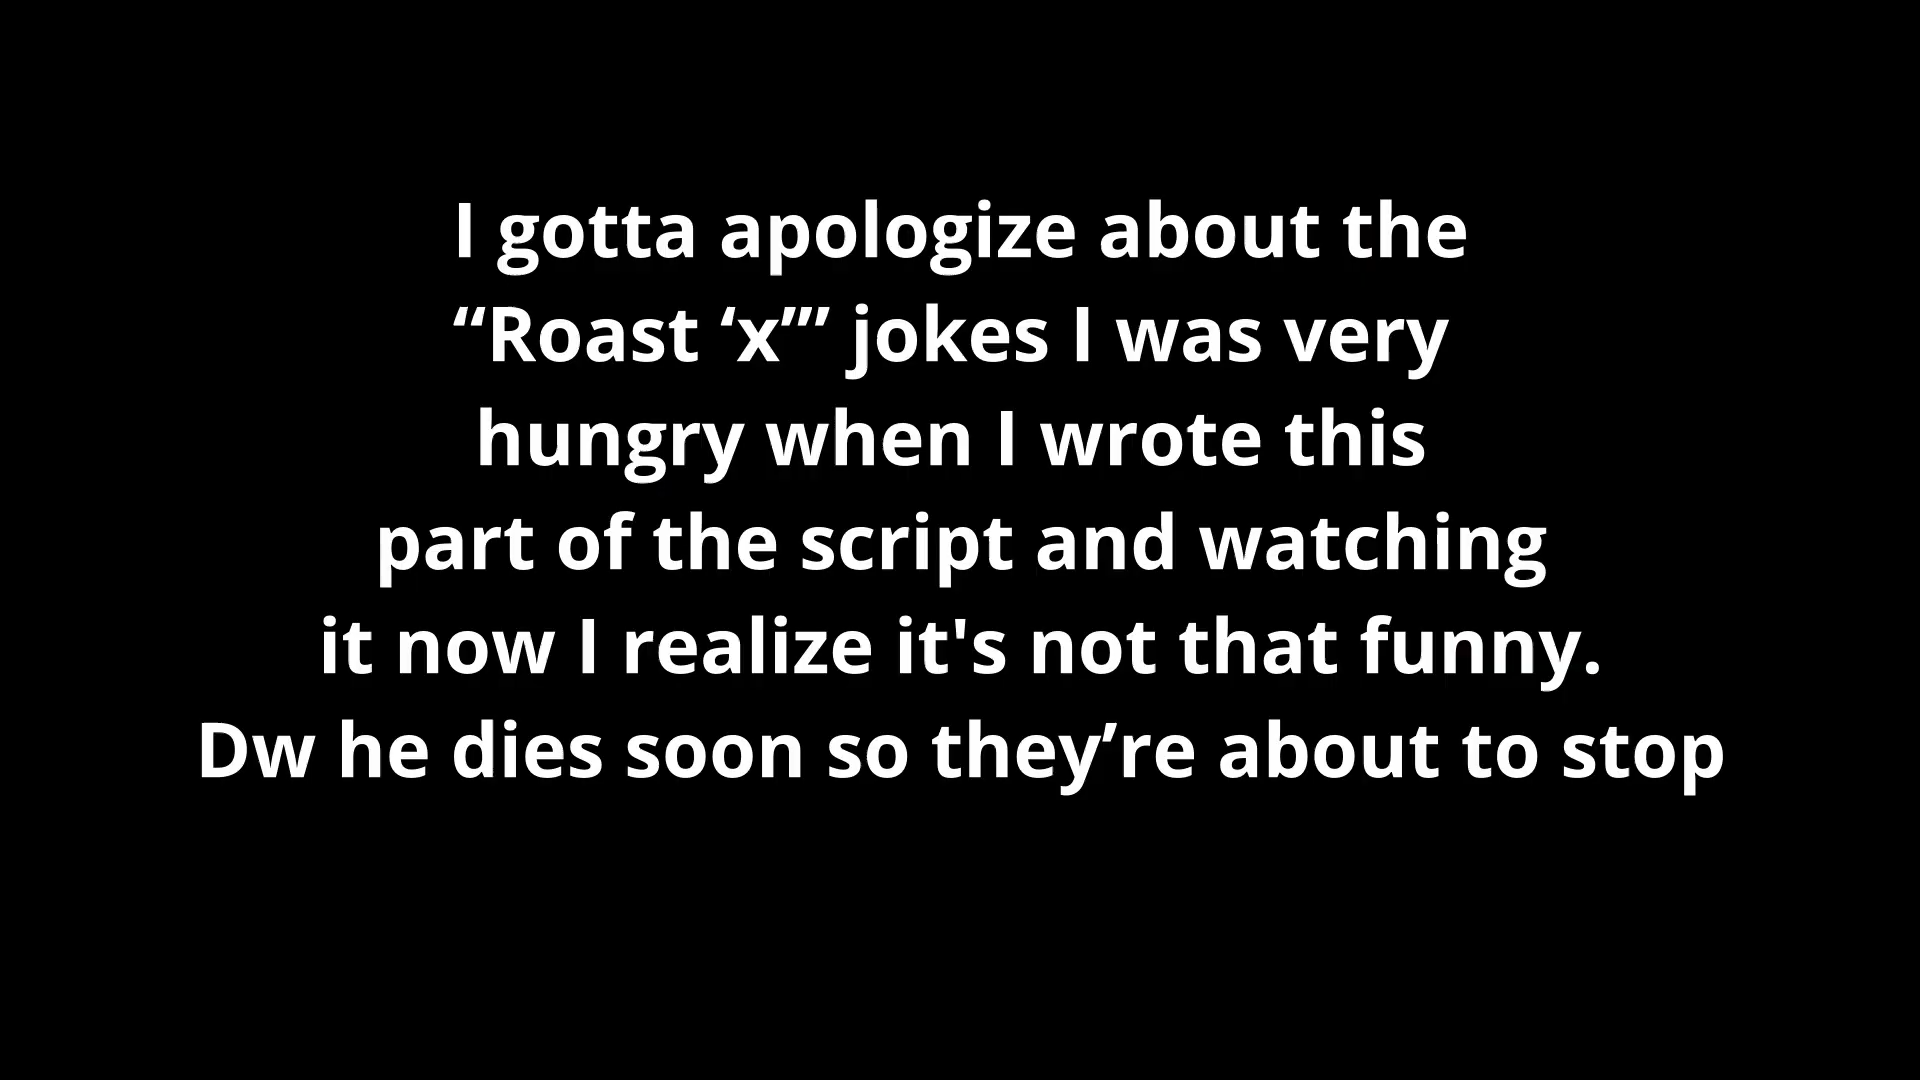 I gotta apologize about the
“Roast ‘x’” jokes I was very
hungry when I wrote this
part of the script and watching
it now I realize it's not that funny.
Dw he dies soon so they’re about to stop